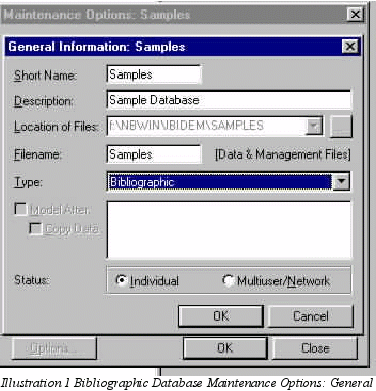 Maintenance Options: Samples
General Information: Samples
Short Name: Samples
Description: Sample Database
Location of Files: I:\NBWIN\BIDEM\SAMPLES
Filename: Samples [Data & Management Files]
Type: Bibliographic
Model After:
Copy Data
Status: Individual Multiuser/Network
OK Cancel
Options... OK Close
Illustration 1 Bibliographic Database Maintenance Options: General